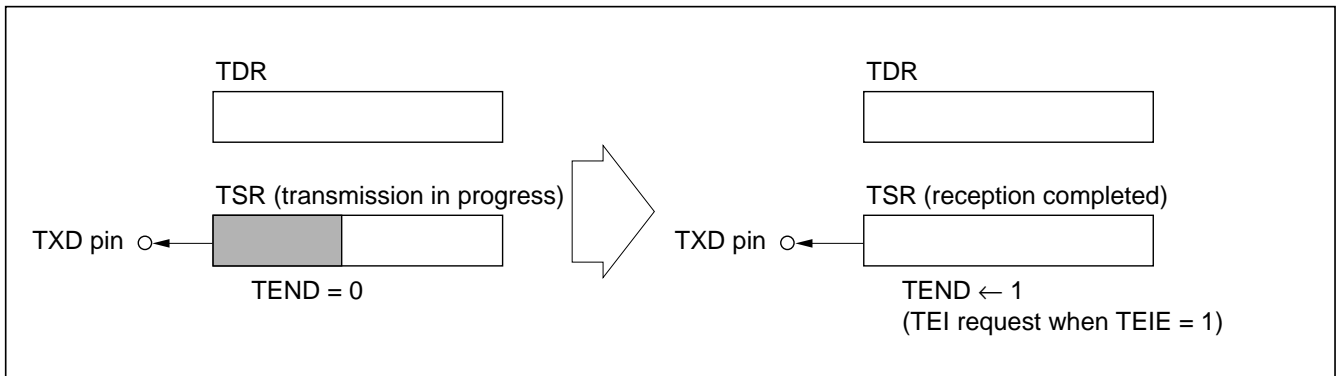 TDR
TSR (transmission in progress)
TXD pin
TEND = 0
TDR
TSR (reception completed)
TXD pin
TEND ← 1
(TEI request when TEIE = 1)